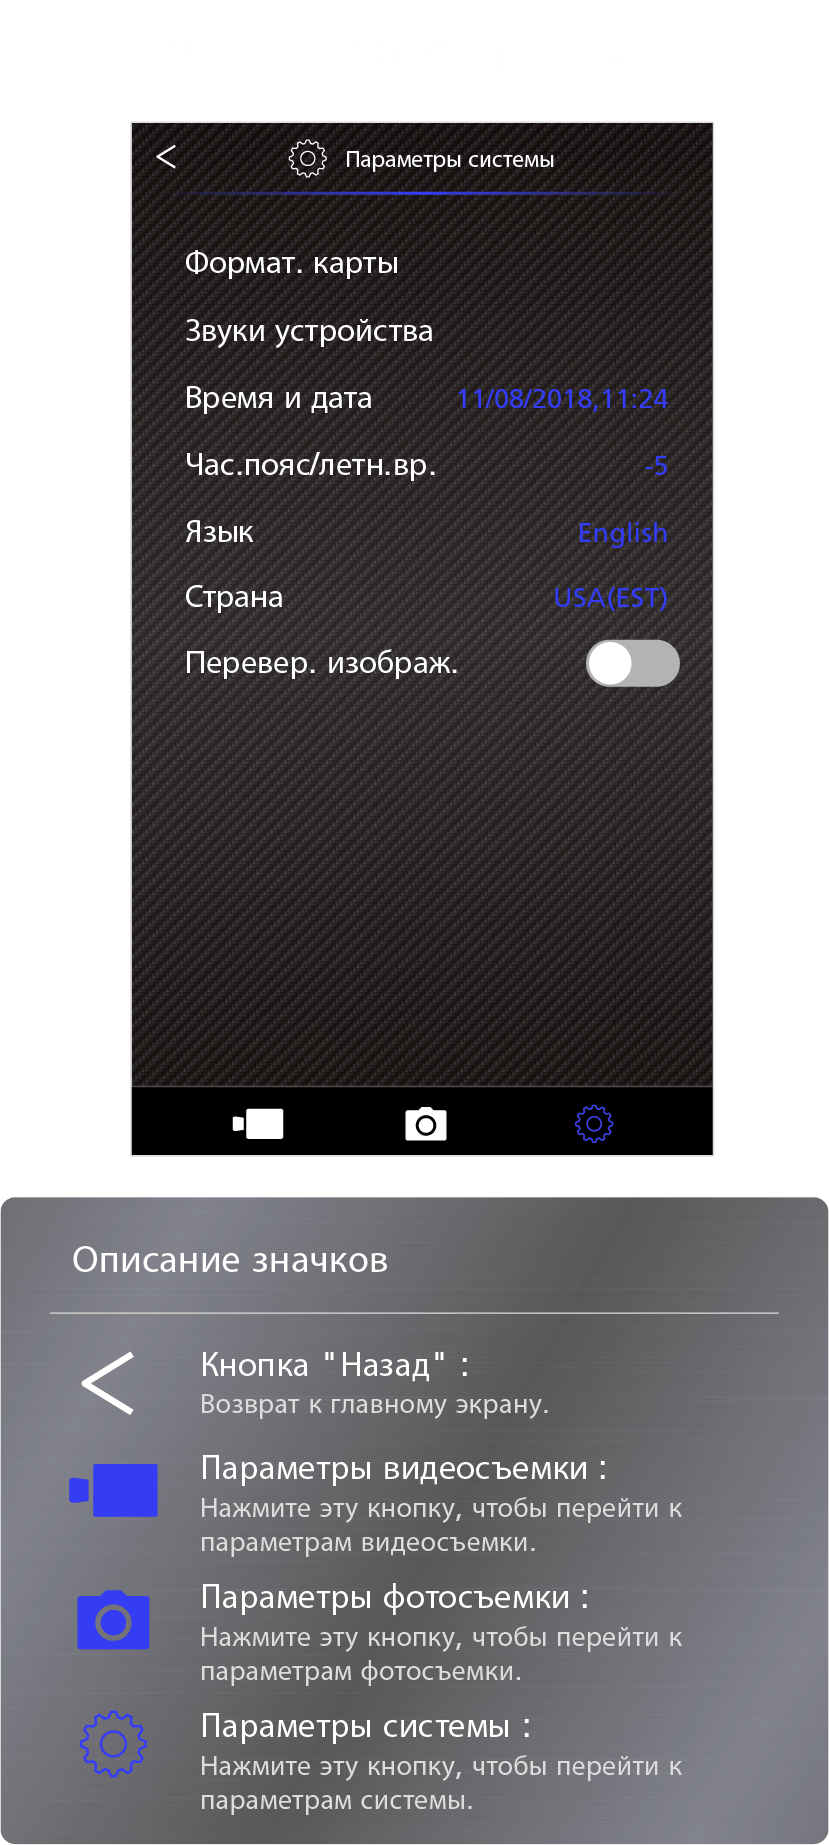 Параметры системы
Формат. карты
Звуки устройства
Время и дата 11/08/2018,11:24
Час.пояс/летн.вр. -5
Язык English
Страна USA(EST)
Перевер. изображ.
Описание значков
Кнопка "Назад" :
Возврат к главному экрану.
Параметры видеосъемки :
Нажмите эту кнопку, чтобы перейти к
параметрам видеосъемки.
Параметры фотосъемки :
Нажмите эту кнопку, чтобы перейти к
параметрам фотосъемки.
Параметры системы :
Нажмите эту кнопку, чтобы перейти к
параметрам системы.